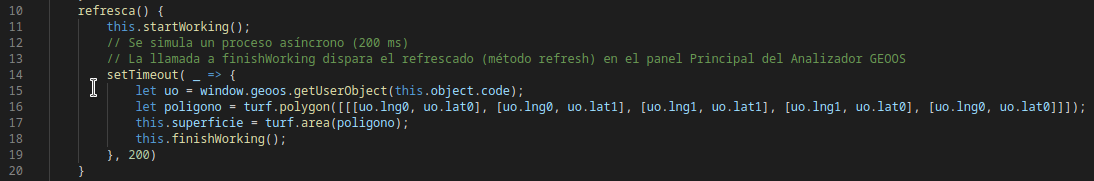 10 refresca() {
11 this.startWorking();
12 // Se simula un proceso asíncrono (200 ms)
13 // La llamada a finishWorking dispara el refrescado (método refresh) en el panel Principal del Analizador GEOOS
14 setTimeout( _ => {
15 let uo = window.geoos.getUserObject(this.object.code);
16 let poligono = turf.polygon([[[uo.lng0, uo.lat0], [uo.lng0, uo.lat1], [uo.lng1, uo.lat1], [uo.lng1, uo.lat0], [uo.lng0, uo.lat0]]]);
17 this.superficie = turf.area(poligono);
18 this.finishWorking();
19 }, 200)
20 }